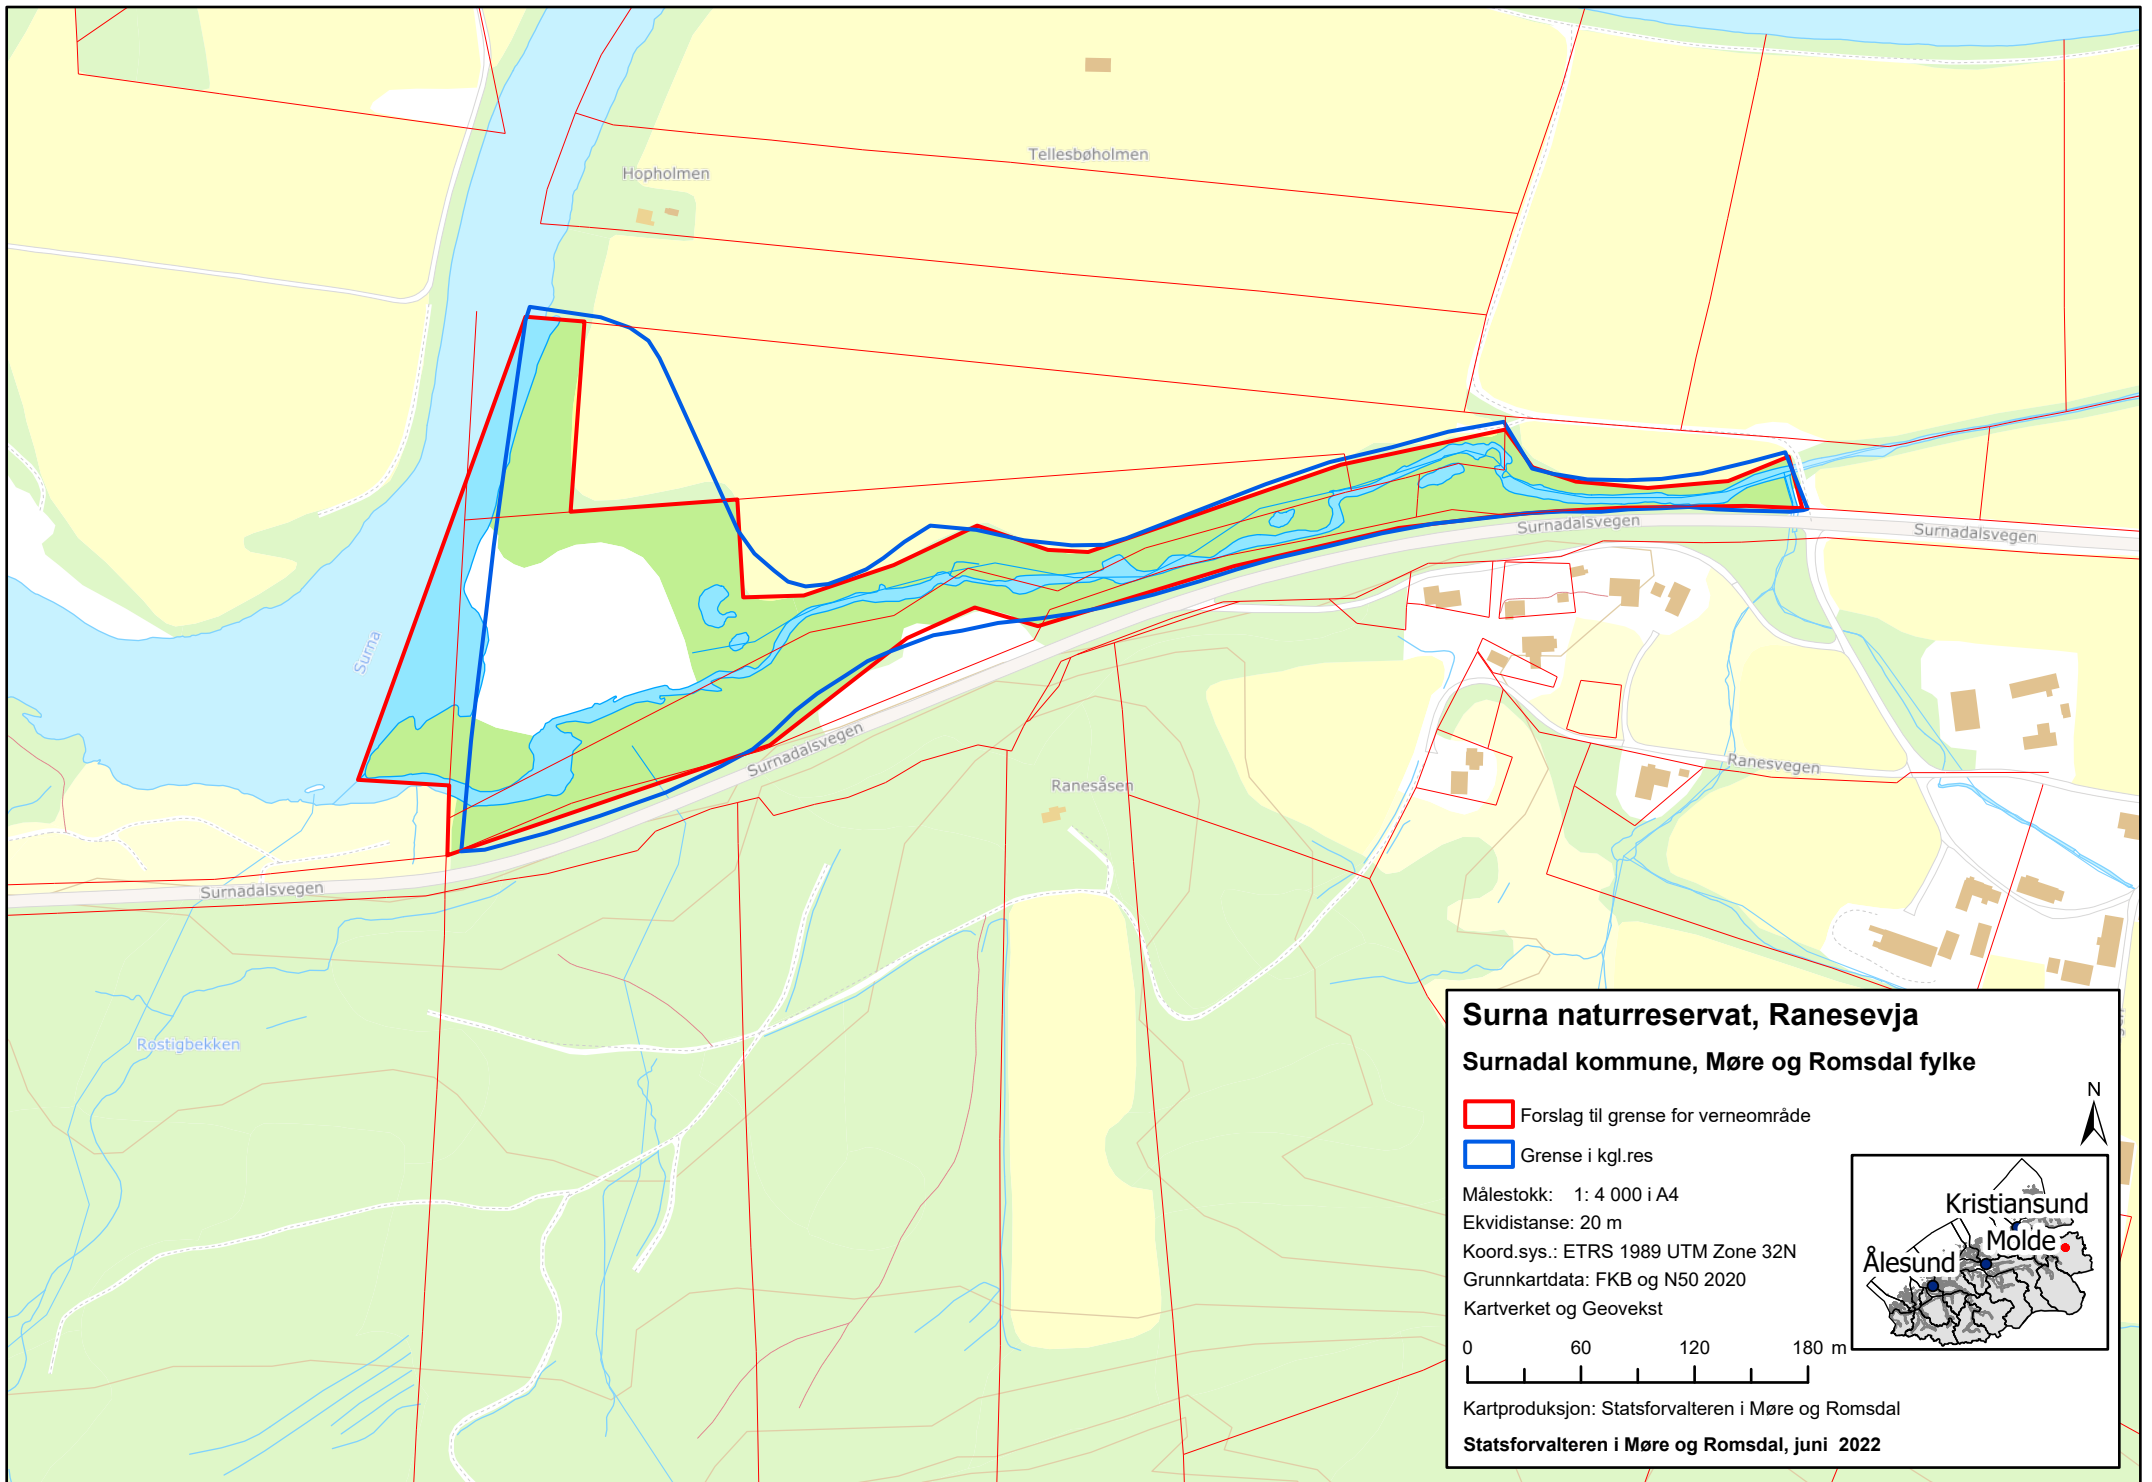 Tellesbøholmen
Hopholmen
Surna
Surnadalsvegen
Surnadalsvegen
Surnadalsvegen
Surnadalsvegen
Ranesvegen
Ranesåsen
Rostigbekken
Surna naturreservat, Ranesevja
Surnadal kommune, Møre og Romsdal fylke
Forslag til grense for verneområde
Grense i kgl.res
Målestokk: 1: 4 000 i A4
Ekvidistanse: 20 m
Koord.sys.: ETRS 1989 UTM Zone 32N
Grunnkartdata: FKB og N50 2020
Kartverket og Geovekst
0 60 120 180 m
Kartproduksjon: Statsforvalteren i Møre og Romsdal
Statsforvalteren i Møre og Romsdal, juni 2022
N
Kristiansund
Molde
Ålesund